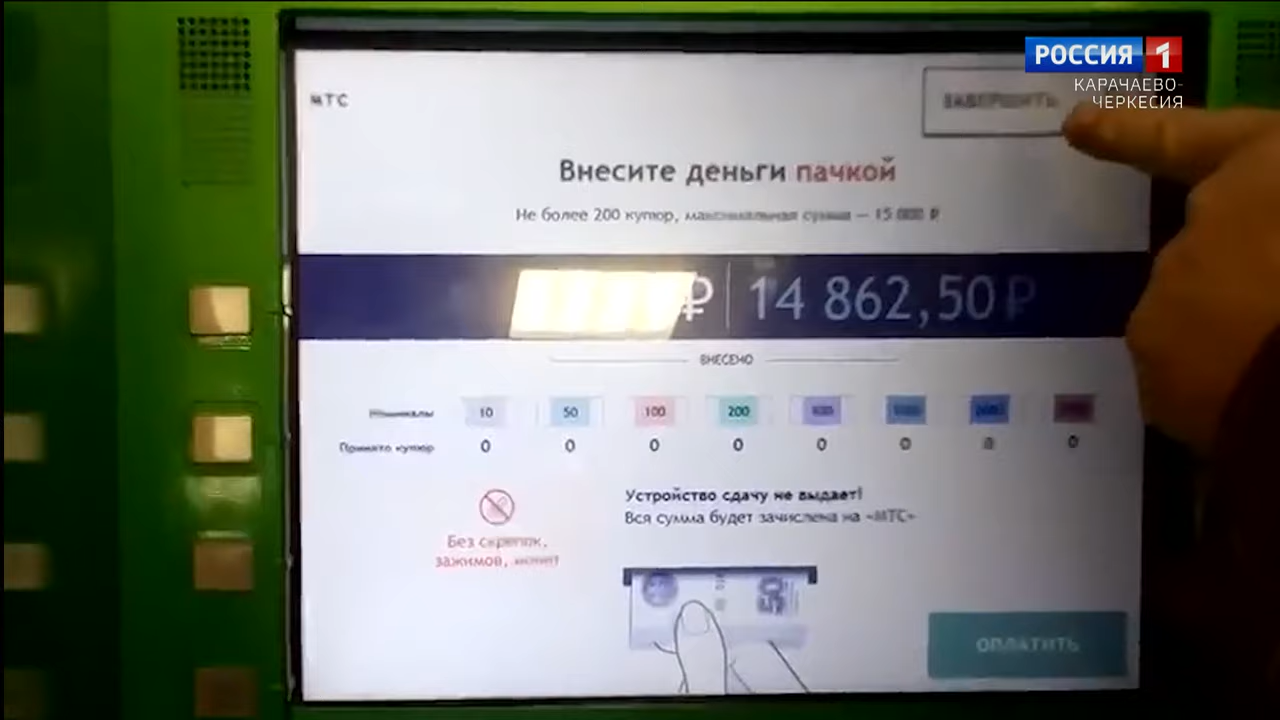 РОССИЯ 1
КАРАЧАЕВО-
ЧЕРКЕСИЯ
МТС
ЗАВЕРШИТЬ
Внесите деньги пачкой
Не более 200 купюр, максимальная сумма — 15 000 ₽
₽ 14 862,50 ₽
ВНЕСЕНО
Номиналы 10 50 100 200
Принято купюр 0 0 0 0 0 0 0 0
Устройство сдачу не выдает!
Вся сумма будет зачислена на «МТС»
Без скрепок,
зажимов, монет!
50
ОПЛАТИТЬ